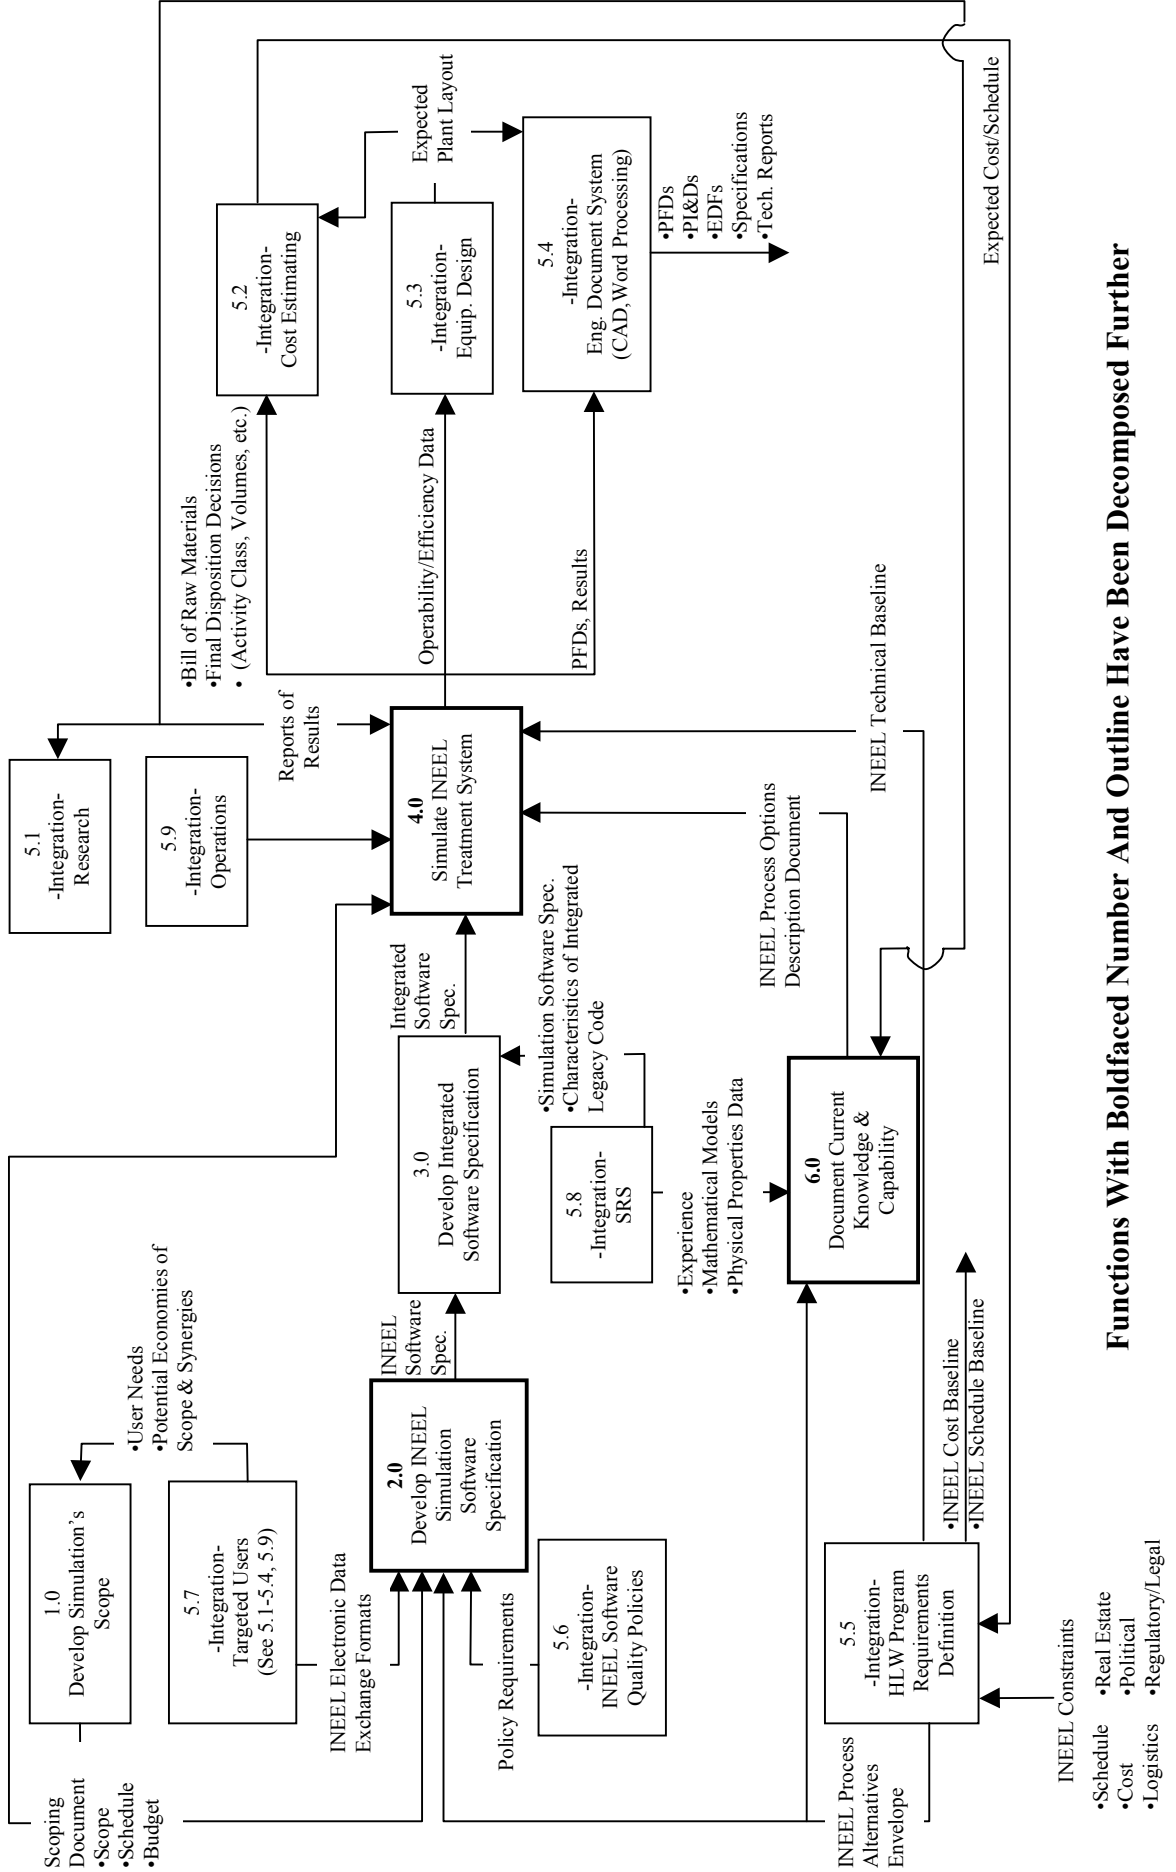 1.0
Develop Simulation's
Scope
5.7
-Integration-
Targeted Users
(See 5.1-5.4, 5.9)
•User Needs
•Potential Economies of
Scope & Synergies
Scoping
Document
•Scope
•Schedule
•Budget
INEEL Electronic Data
Exchange Formats
2.0
Develop INEEL
Simulation
Software
Specification
INEEL
Software
Spec.
Policy Requirements
5.6
-Integration-
INEEL Software
Quality Policies
INEEL Process
Alternatives
Envelope
5.5
-Integration-
HLW Program
Requirements
Definition
INEEL Constraints
•Schedule •Real Estate
•Cost •Political
•Logistics •Regulatory/Legal
•INEEL Cost Baseline
•INEEL Schedule Baseline
3.0
Develop Integrated
Software Specification
Integrated
Software
Spec.
5.8
-Integration-
SRS
•Simulation Software Spec.
•Characteristics of Integrated
Legacy Code
•Experience
•Mathematical Models
•Physical Properties Data
6.0
Document Current
Knowledge &
Capability
INEEL Process Options
Description Document
INEEL Technical Baseline
5.1
-Integration-
Research
5.9
-Integration-
Operations
Reports of
Results
4.0
Simulate INEEL
Treatment System
•Bill of Raw Materials
•Final Disposition Decisions
• (Activity Class, Volumes, etc.)
Operability/Efficiency Data
PFDs, Results
5.2
-Integration-
Cost Estimating
5.3
-Integration-
Equip. Design
5.4
-Integration-
Eng. Document System
(CAD,Word Processing)
Expected
Plant Layout
•PFDs
•PI&Ds
•EDFs
•Specifications
•Tech. Reports
Expected Cost/Schedule
Functions With Boldfaced Number And Outline Have Been Decomposed Further